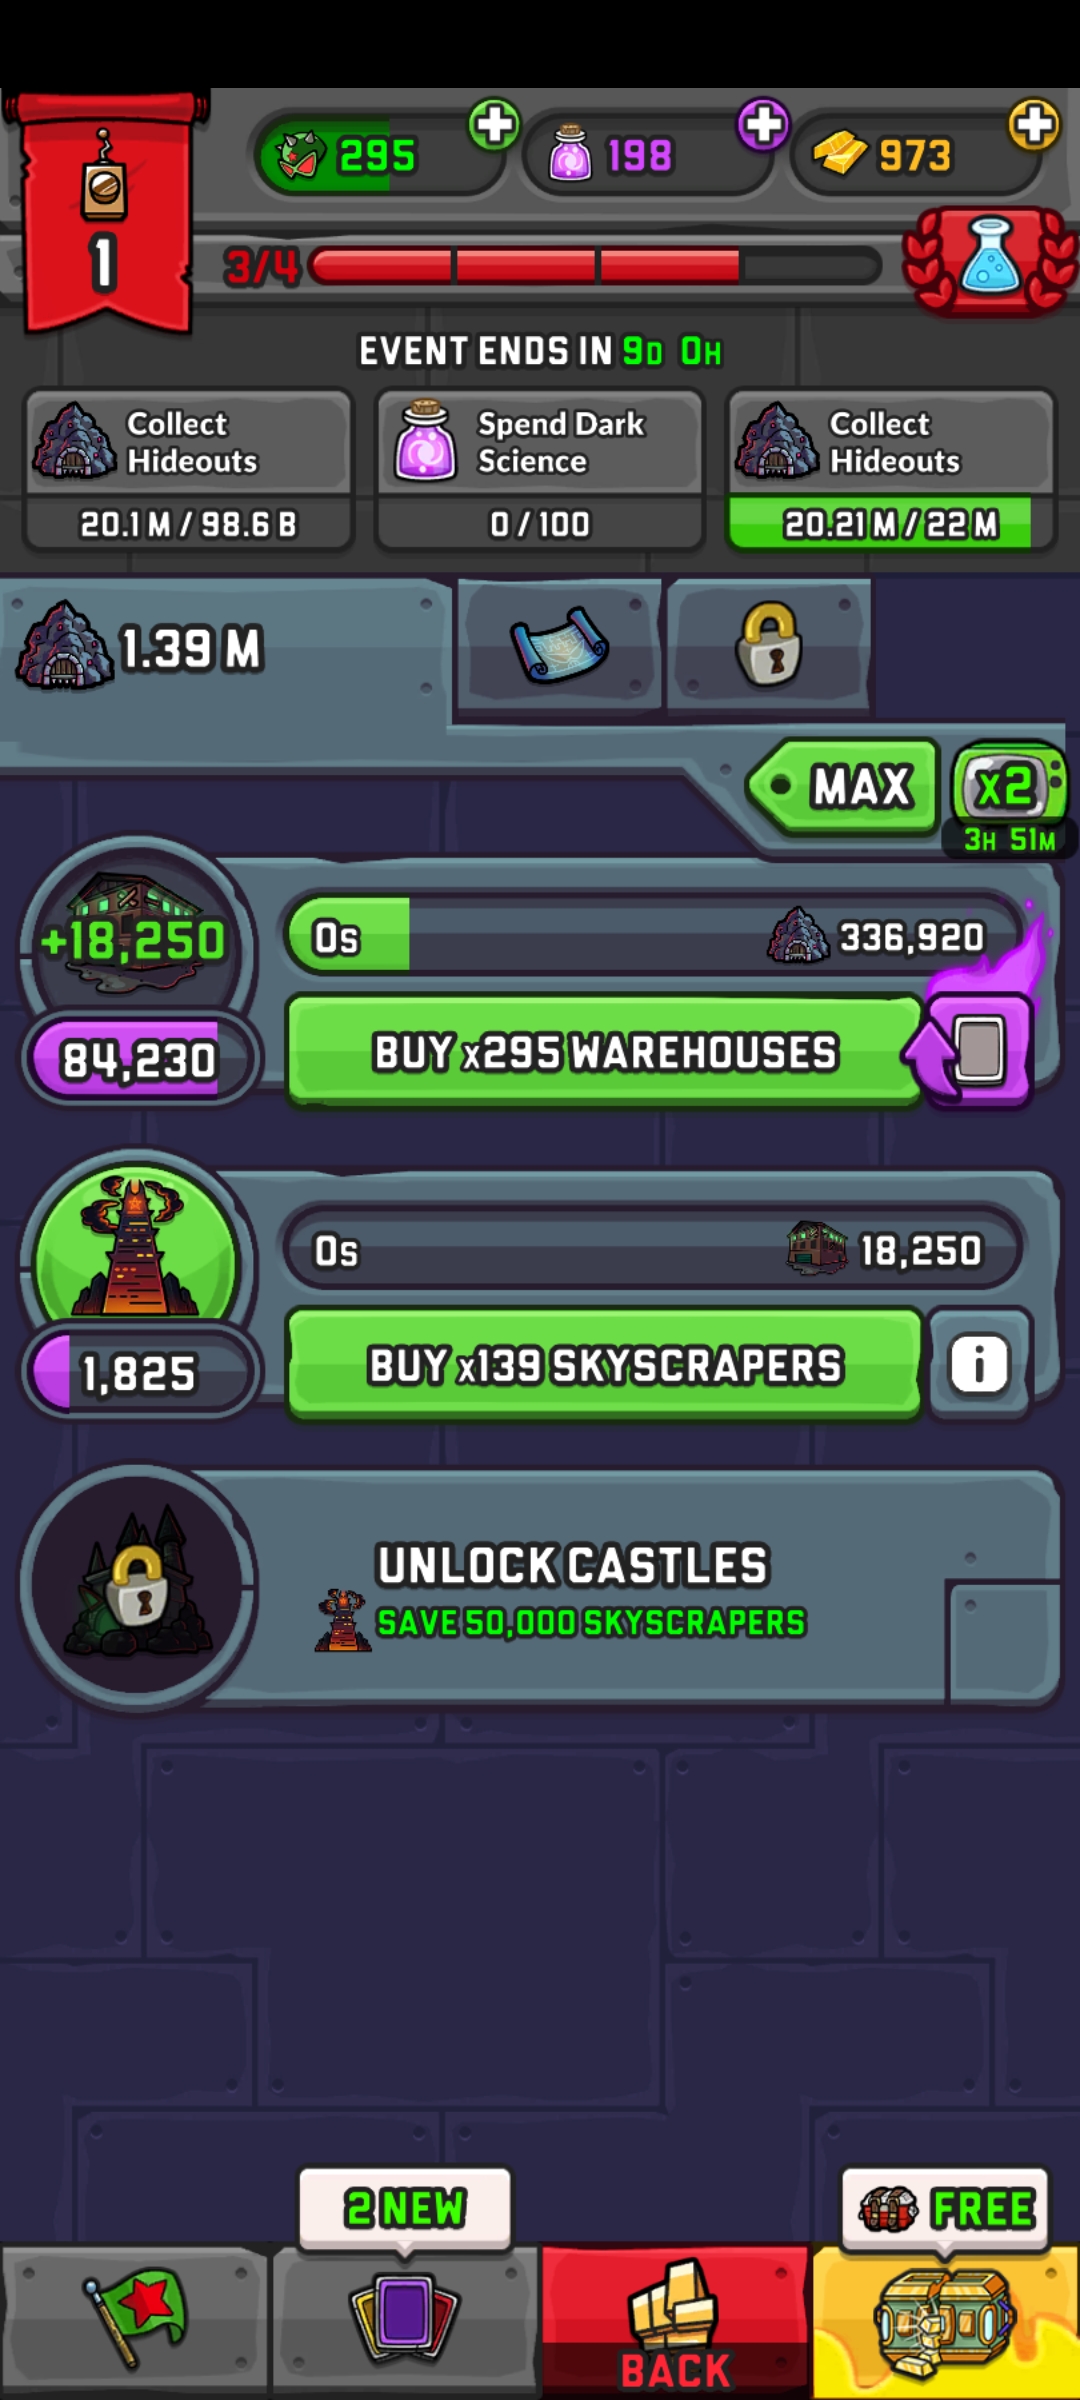 295
198
973
1
3/4
EVENT ENDS IN 9D 0H
Collect
Hideouts
20.1 M / 98.6 B
Spend Dark
Science
0 / 100
Collect
Hideouts
20.21 M / 22 M
1.39 M
MAX
x2
3H 51M
+18,250
0s
336,920
84,230
BUY x295 WAREHOUSES
0s
18,250
1,825
BUY x139 SKYSCRAPERS
i
UNLOCK CASTLES
SAVE 50,000 SKYSCRAPERS
2 NEW
FREE
BACK